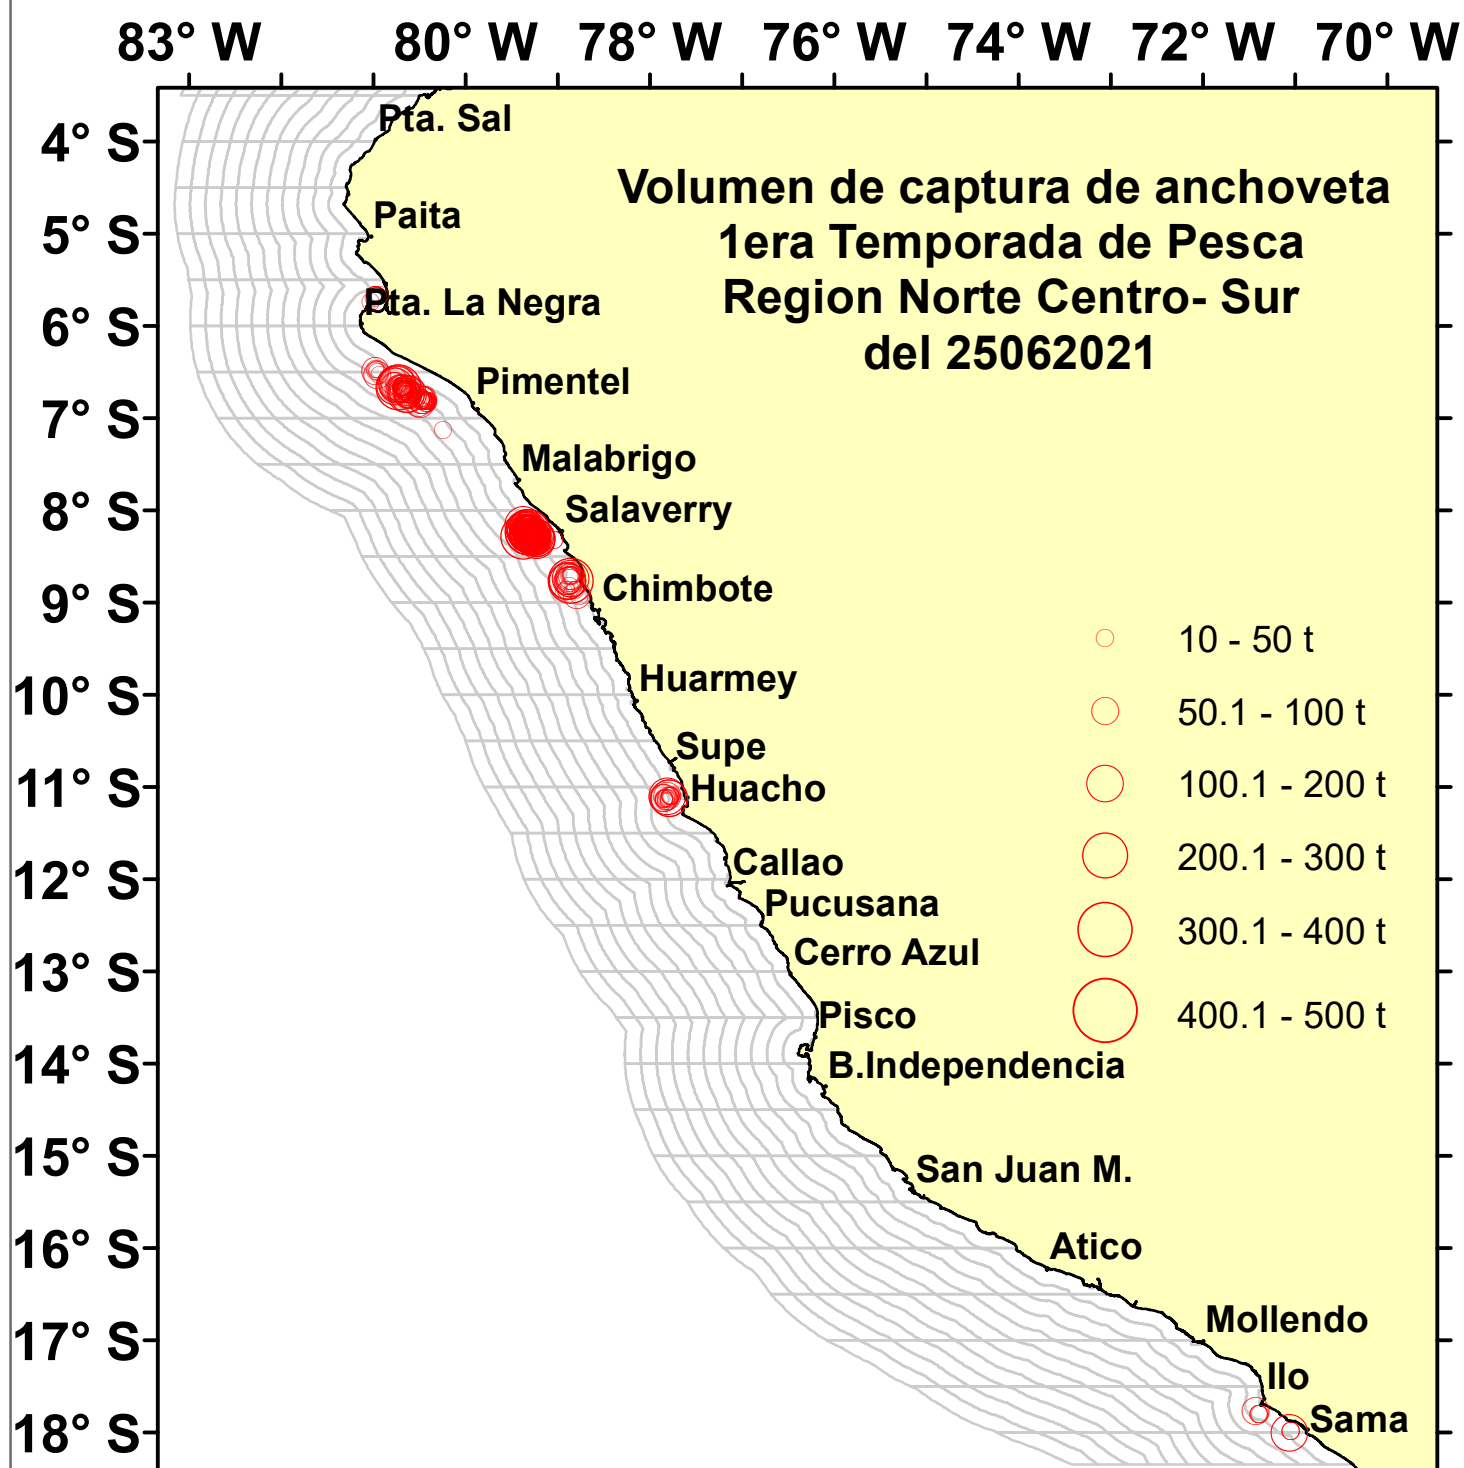 83° W 80° W 78° W 76° W 74° W 72° W 70° W
Pta. Sal
4° S
Volumen de captura de anchoveta
1era Temporada de Pesca
Region Norte Centro- Sur
del 25062021
Paita
5° S
Pta. La Negra
6° S
Pimentel
7° S
Malabrigo
8° S
Salaverry
Chimbote
9° S
10 - 50 t
Huarmey
10° S
50.1 - 100 t
Supe
11° S
Huacho
100.1 - 200 t
Callao
200.1 - 300 t
12° S
Pucusana
300.1 - 400 t
Cerro Azul
13° S
Pisco
400.1 - 500 t
14° S
B.Independencia
15° S
San Juan M.
16° S
Atico
Mollendo
17° S
Ilo
Sama
18° S